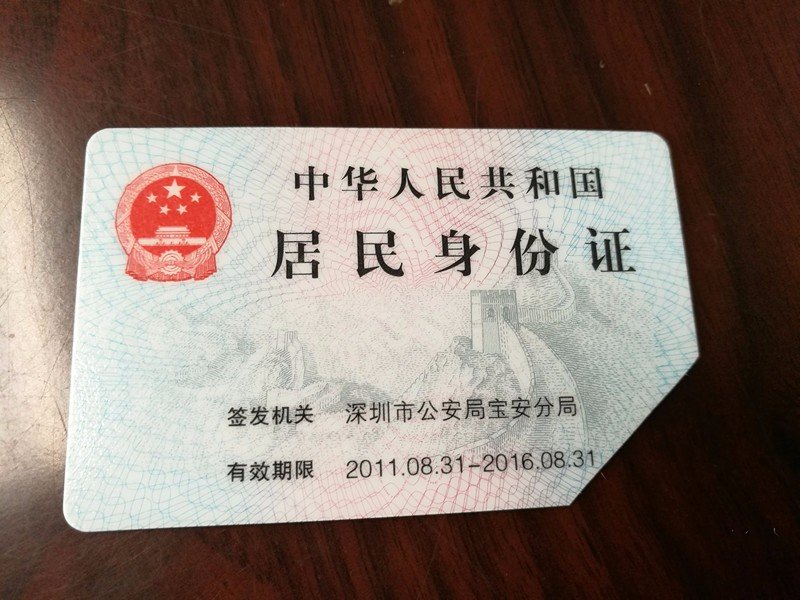 中华人民共和国
居民身份证
签发机关 深圳市公安局宝安分局
有效期限 2011.08.31-2016.08.31